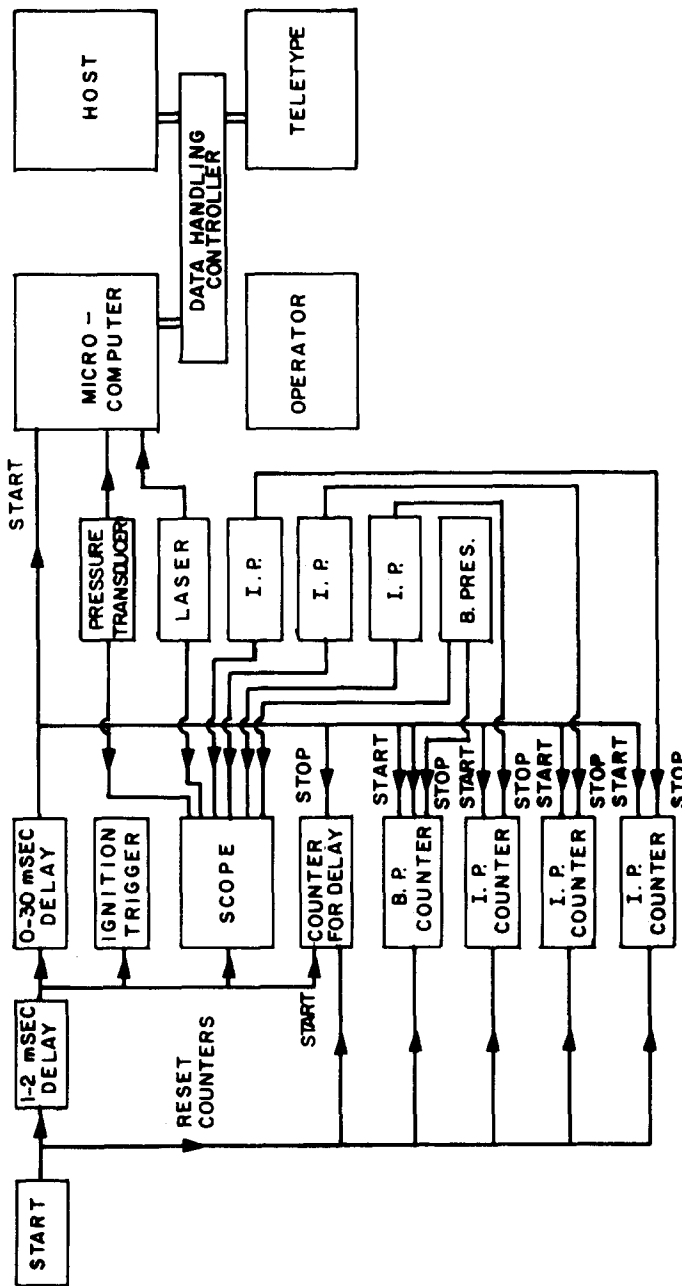 START
1-2 mSEC
DELAY
RESET
COUNTERS
0-30 mSEC
DELAY
IGNITION
TRIGGER
SCOPE
COUNTER
FOR DELAY
START
STOP
B. P.
COUNTER
START
STOP
I. P.
COUNTER
START
STOP
I. P.
COUNTER
START
STOP
I. P.
COUNTER
START
STOP
START
PRESSURE
TRANSDUCER
LASER
I. P.
I. P.
I. P.
B. PRES.
MICRO-
COMPUTER
OPERATOR
DATA HANDLING
CONTROLLER
HOST
TELETYPE